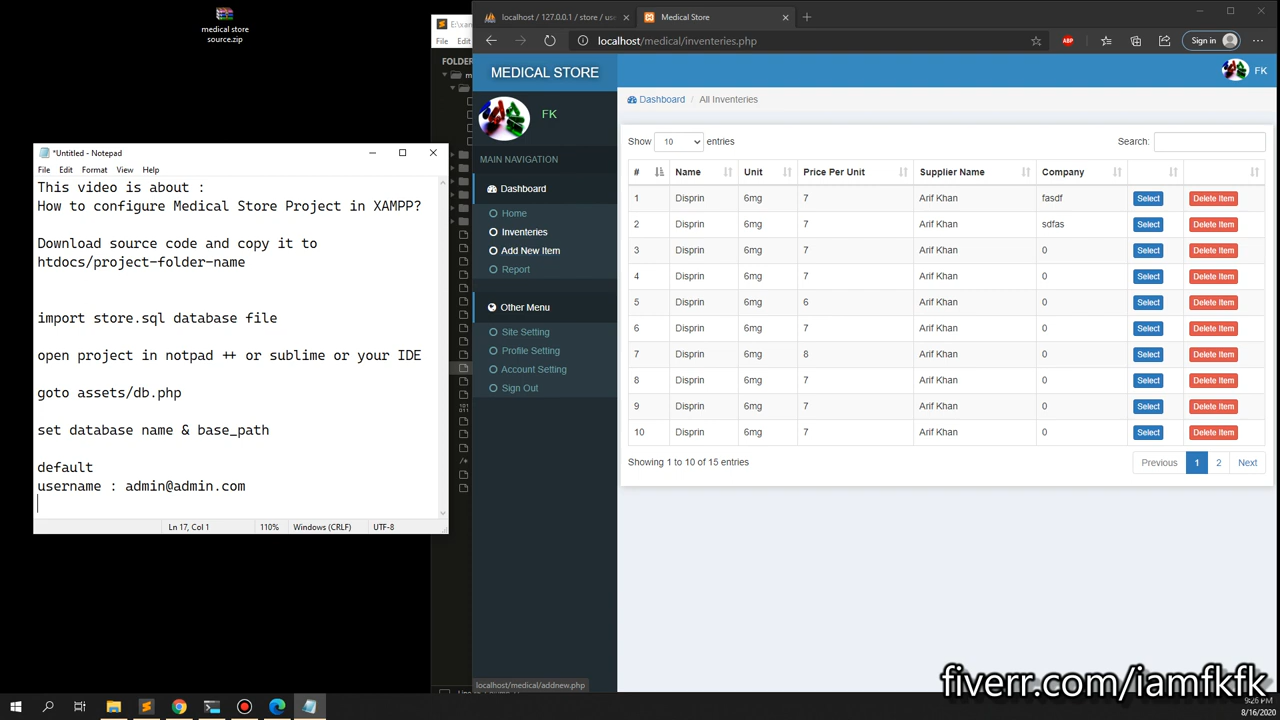 medical store
source.zip
E:\xan
File Edit
FOLDER
m
*Untitled - Notepad
File Edit Format View Help
This video is about :
How to configure Medical Store Project in XAMPP?
Download source code and copy it to
htdocs/project-folder-name
import store.sql database file
open project in notpad ++ or sublime or your IDE
goto assets/db.php
set database name & base_path
default
username : admin@admin.com
Ln 17, Col 1 110% Windows (CRLF) UTF-8
localhost / 127.0.0.1 / store / use
Medical Store
localhost/medical/inventeries.php
ABP
Sign in
MEDICAL STORE
FK
FK
MAIN NAVIGATION
Dashboard
Home
Inventeries
Add New Item
Report
Other Menu
Site Setting
Profile Setting
Account Setting
Sign Out
Dashboard / All Inventeries
Show 10 entries Search:
# Name Unit Price Per Unit Supplier Name Company
1 Disprin 6mg 7 Arif Khan fasdf Select Delete Item
2 Disprin 6mg 7 Arif Khan sdfas Select Delete Item
3 Disprin 6mg 7 Arif Khan 0 Select Delete Item
4 Disprin 6mg 7 Arif Khan 0 Select Delete Item
5 Disprin 6mg 6 Arif Khan 0 Select Delete Item
6 Disprin 6mg 7 Arif Khan 0 Select Delete Item
7 Disprin 6mg 8 Arif Khan 0 Select Delete Item
8 Disprin 6mg 7 Arif Khan 0 Select Delete Item
9 Disprin 6mg 7 Arif Khan 0 Select Delete Item
10 Disprin 6mg 7 Arif Khan 0 Select Delete Item
Showing 1 to 10 of 15 entries
Previous 1 2 Next
localhost/medical/addnew.php
fiverr.com/iamfkfk
9:26 PM
8/16/2020